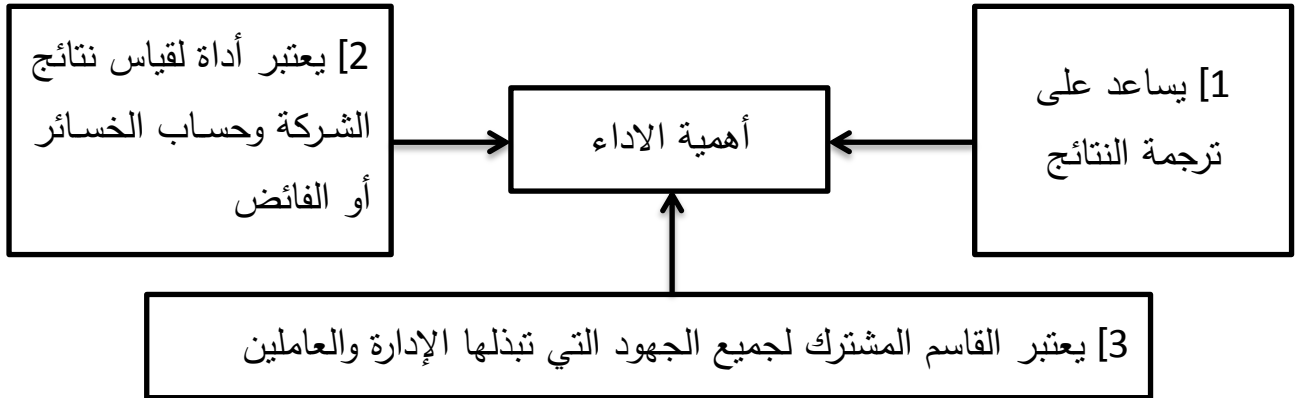 1] يساعد على
ترجمة النتائج
أهمية الاداء
2] يعتبر أداة لقياس نتائج
الشركة وحساب الخسائر
أو الفائض
3] يعتبر القاسم المشترك لجميع الجهود التي تبذلها الإدارة والعاملين